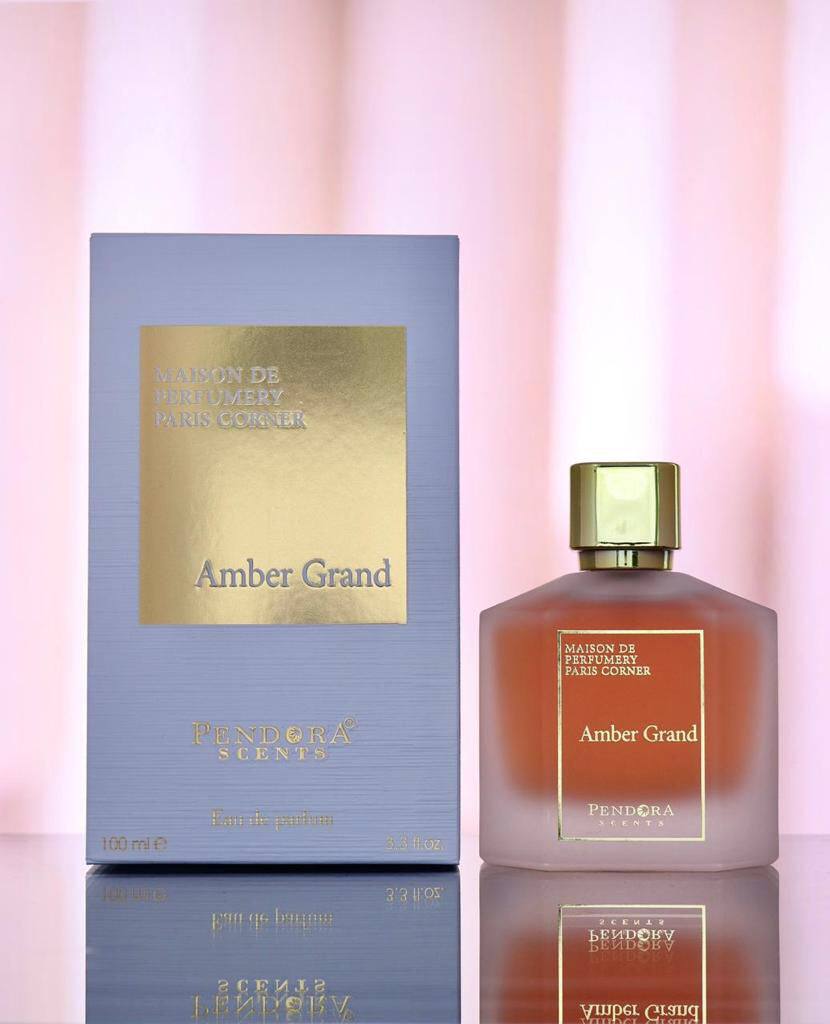 MAISON DE
PERFUMERY
PARIS CORNER
Amber Grand
PENDORA
SCENTS
Eau de parfum
100 ml e
3.3 fl.oz.
MAISON DE
PERFUMERY
PARIS CORNER
Amber Grand
PENDORA
SCENTS